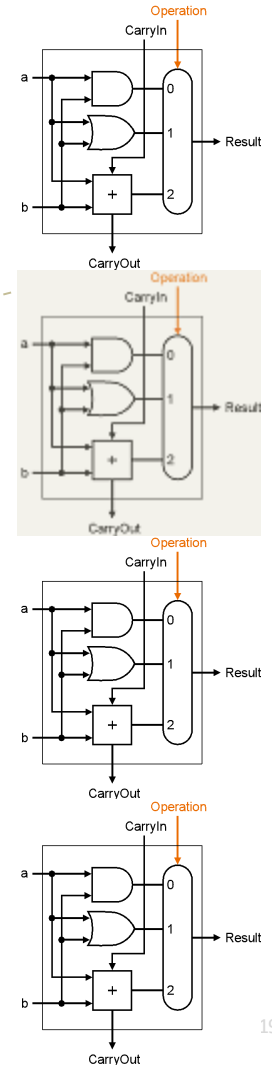 Operation
CarryIn
a
0
1
Result
+
2
b
CarryOut
Operation
CarryIn
a
0
1
Result
+
2
b
CarryOut
Operation
CarryIn
a
0
1
Result
+
2
b
CarryOut
Operation
CarryIn
a
0
1
Result
+
2
b
CarryOut